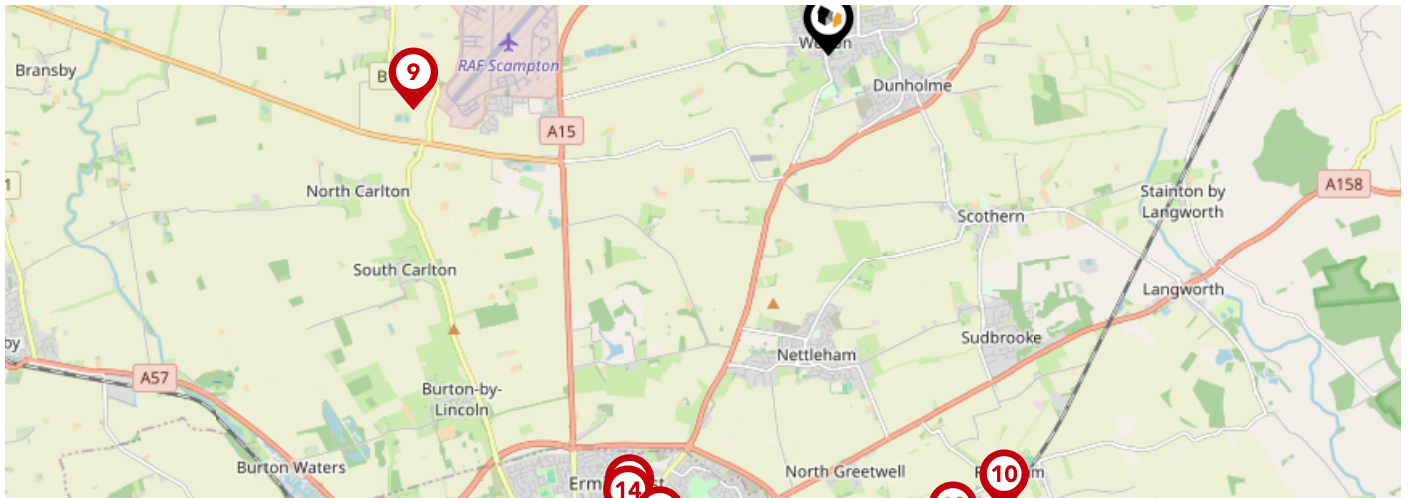 Bransby
9
RAF Scampton
Dunholme
A15
A158
North Carlton
Stainton by
Langworth
Scothern
South Carlton
Langworth
Sudbrooke
Nettleham
A57
Burton-by-
Lincoln
Burton Waters
North Greetwell
10
14